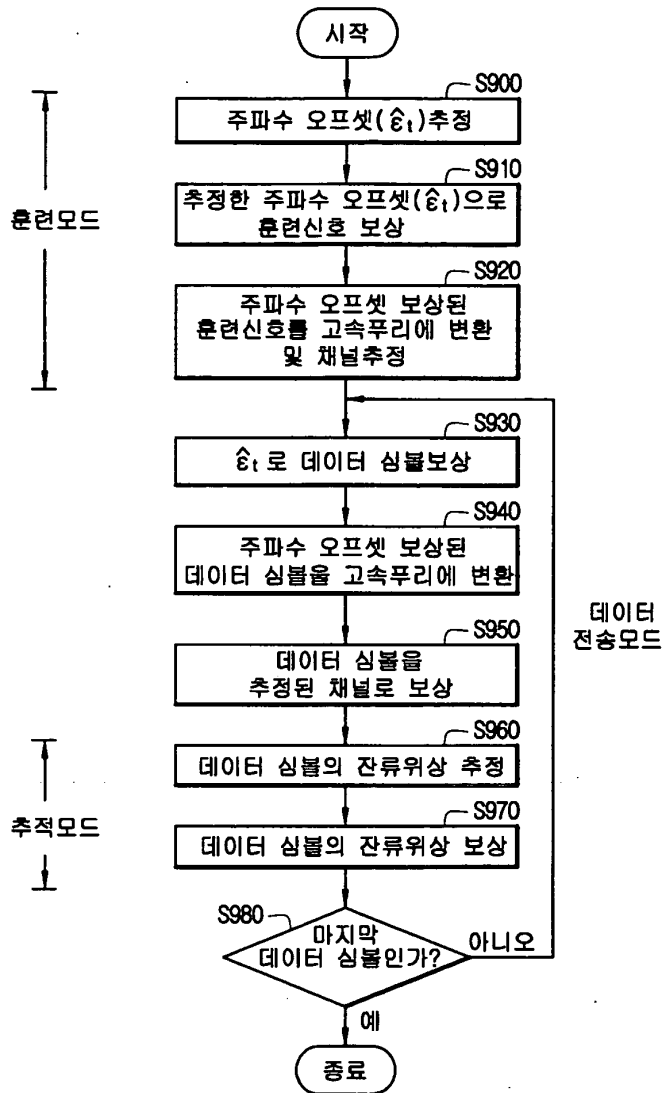 시작
S900
주파수 오프셋(ε̂t)추정
S910
추정한 주파수 오프셋(ε̂t)으로
훈련신호 보상
훈련모드
S920
주파수 오프셋 보상된
훈련신호를 고속푸리에 변환
및 채널추정
S930
ε̂t 로 데이터 심볼보상
S940
주파수 오프셋 보상된
데이터 심볼을 고속푸리에 변환
데이터
전송모드
S950
데이터 심볼을
추정된 채널로 보상
S960
데이터 심볼의 잔류위상 추정
추적모드
S970
데이터 심볼의 잔류위상 보상
S980
마지막
데이터 심볼인가?
아니오
예
종료